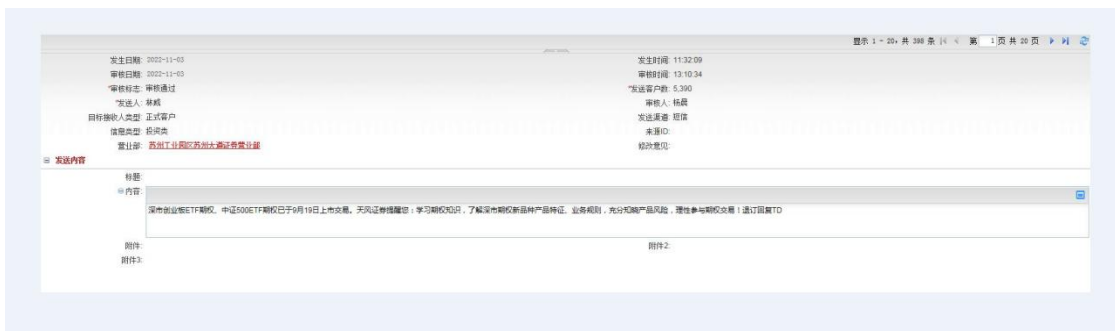 显示 1 - 20, 共 398 条 第 1 页 共 20 页
发生日期: 2022-11-03 发生时间: 11:32:09
审核日期: 2022-11-03 审核时间: 13:10:34
*审核标志: 审核通过 *发送客户数: 5,390
*发送人: 林威 审核人: 杨晨
目标接收人类型: 正式客户 发送渠道: 短信
信息类型: 投资类 来源ID:
营业部: 苏州工业园区苏州大道证券营业部 修改意见:
发送内容
标题:
内容:
深市创业板ETF期权、中证500ETF期权已于9月19日上市交易。天风证券提醒您：学习期权知识，了解深市期权新品种产品特征、业务规则，充分知晓产品风险，理性参与期权交易！退订回复TD
附件: 附件2:
附件3: